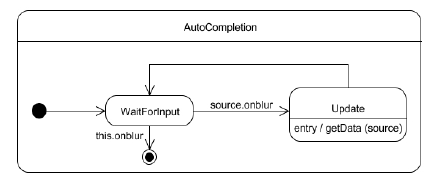 AutoCompletion
WaitForInput
source.onblur
Update
entry / getData (source)
this.onblur